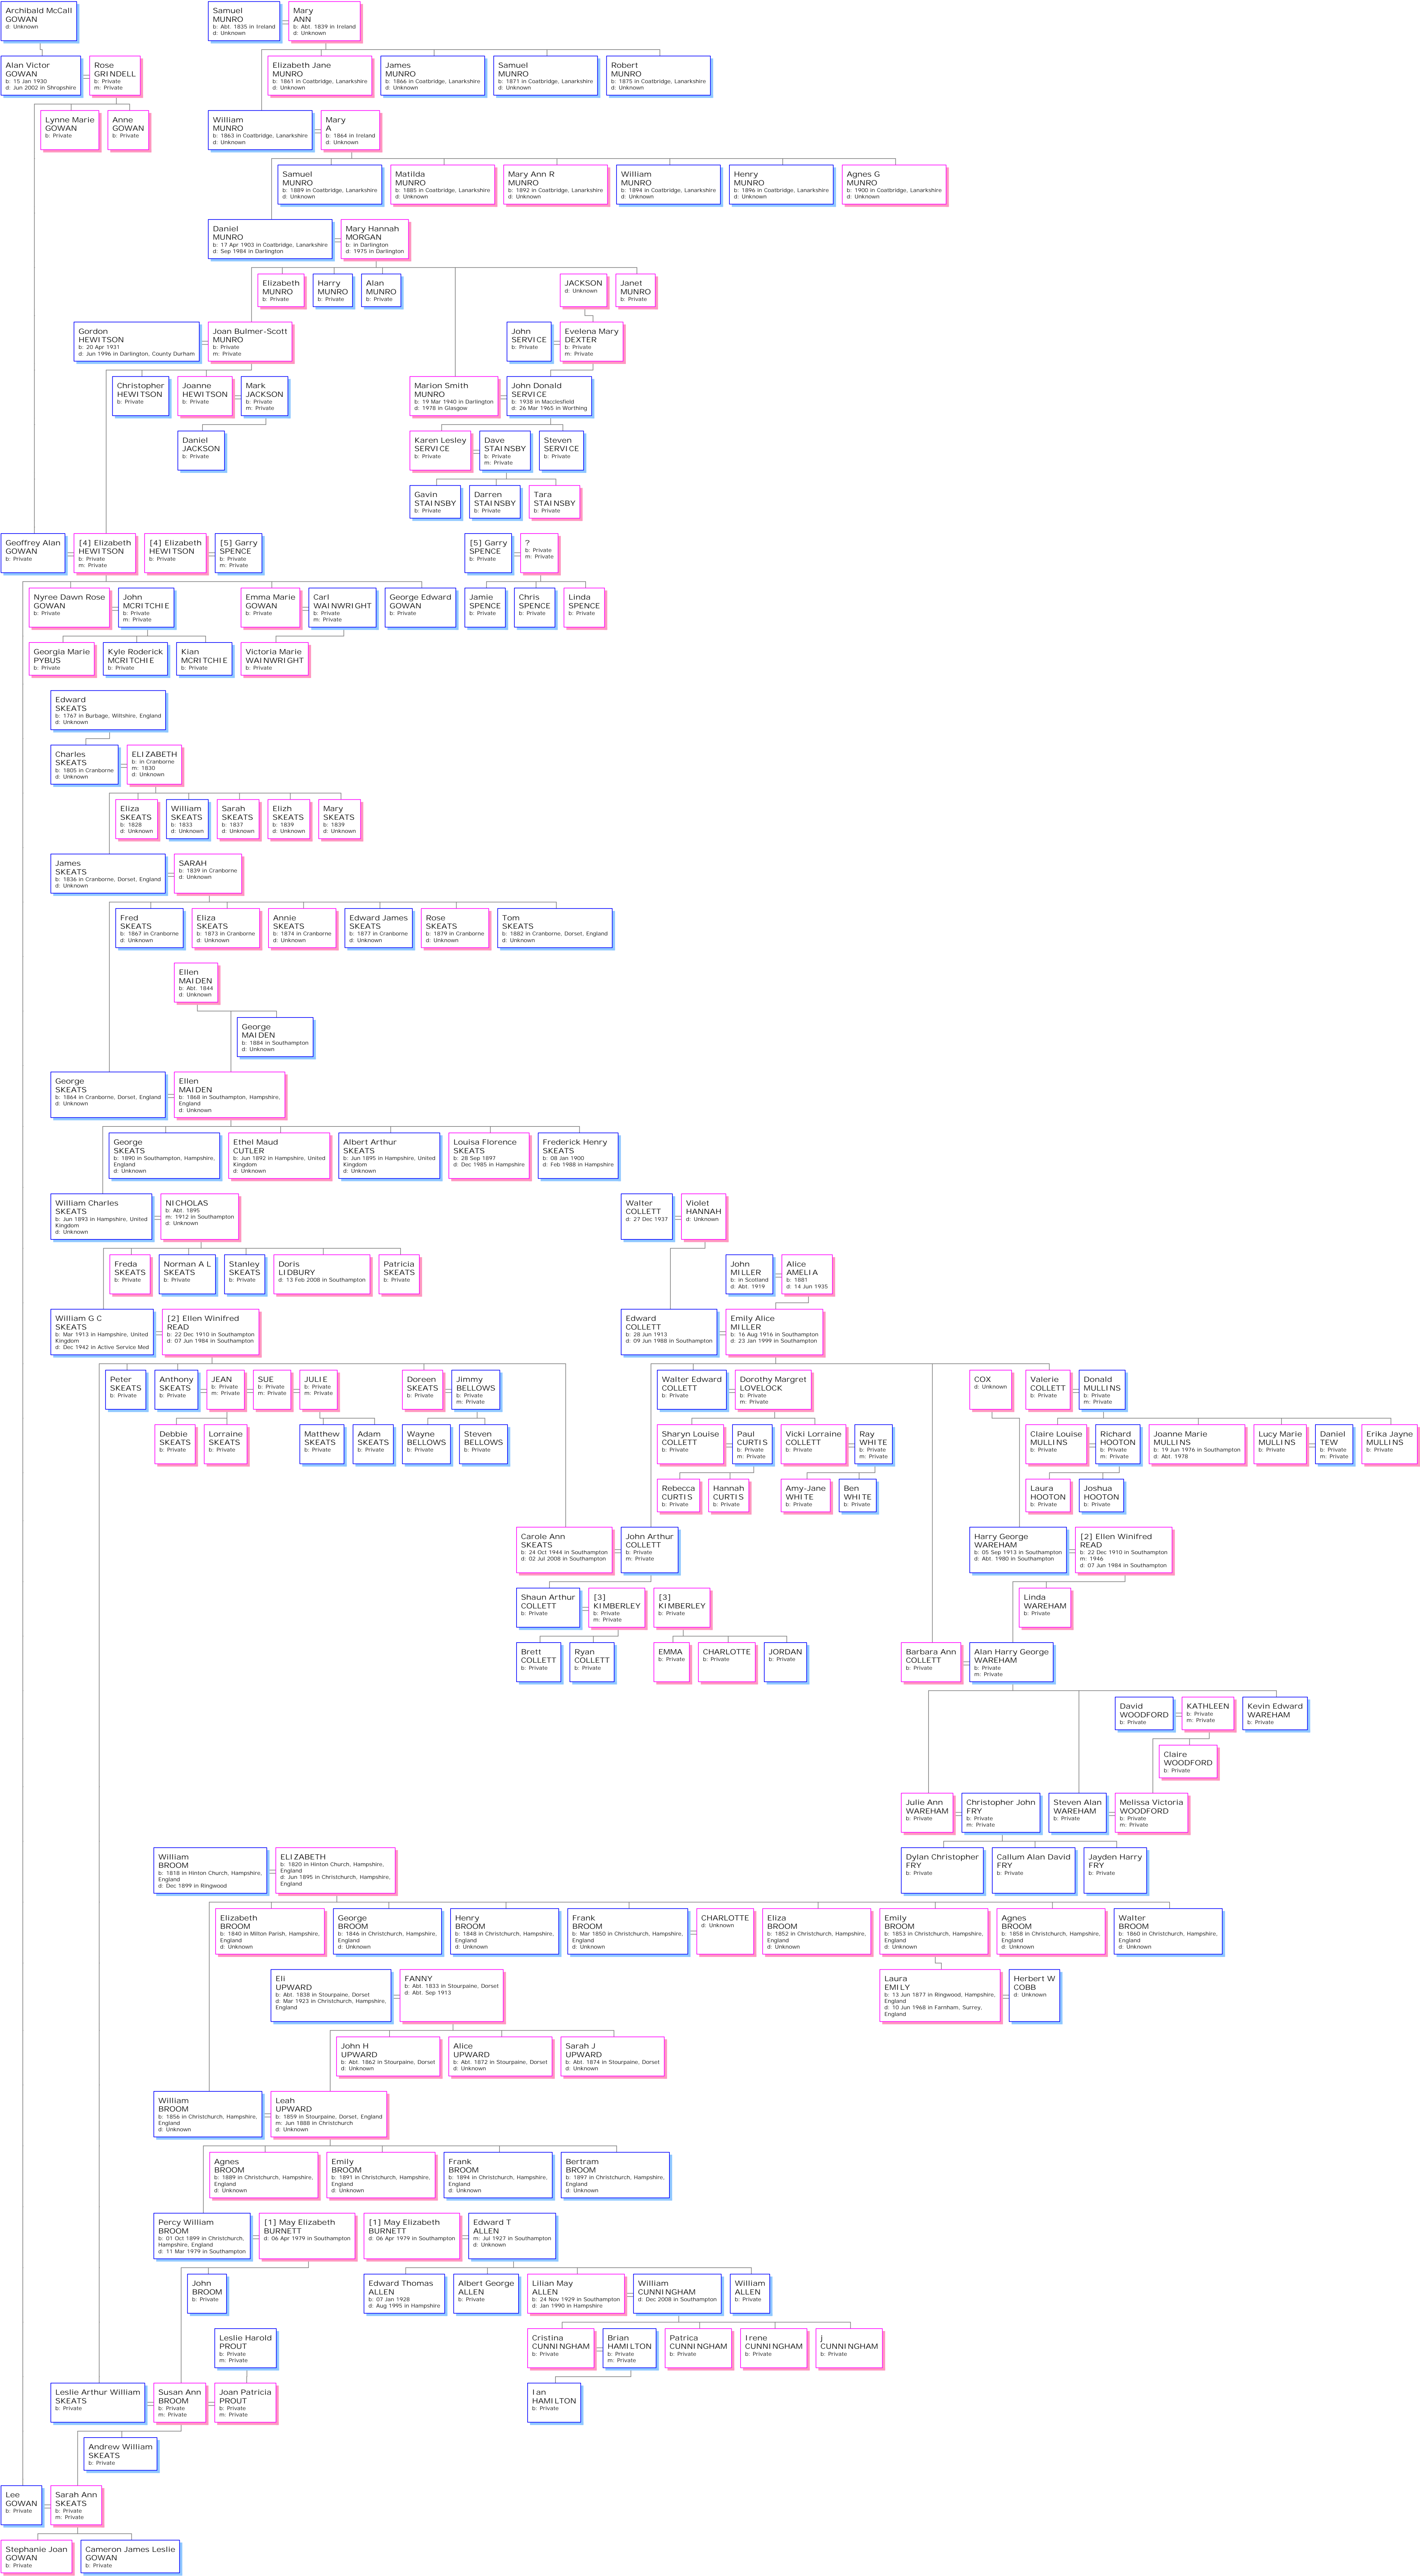 Archibald McCall
GOWAN
d: Unknown
Samuel
MUNRO
b: Abt. 1835 in Ireland
d: Unknown
Mary
ANN
b: Abt. 1839 in Ireland
d: Unknown
Alan Victor
GOWAN
b: 15 Jan 1930
d: Jun 2002 in Shropshire
Rose
GRINDELL
b: Private
m: Private
Elizabeth Jane
MUNRO
b: 1861 in Coatbridge, Lanarkshire
d: Unknown
James
MUNRO
b: 1866 in Coatbridge, Lanarkshire
d: Unknown
Samuel
MUNRO
b: 1871 in Coatbridge, Lanarkshire
d: Unknown
Robert
MUNRO
b: 1875 in Coatbridge, Lanarkshire
d: Unknown
Lynne Marie
GOWAN
b: Private
Anne
GOWAN
b: Private
William
MUNRO
b: 1863 in Coatbridge, Lanarkshire
d: Unknown
Mary
A
b: 1864 in Ireland
d: Unknown
Samuel
MUNRO
b: 1889 in Coatbridge, Lanarkshire
d: Unknown
Matilda
MUNRO
b: 1885 in Coatbridge, Lanarkshire
d: Unknown
Mary Ann R
MUNRO
b: 1892 in Coatbridge, Lanarkshire
d: Unknown
William
MUNRO
b: 1894 in Coatbridge, Lanarkshire
d: Unknown
Henry
MUNRO
b: 1896 in Coatbridge, Lanarkshire
d: Unknown
Agnes G
MUNRO
b: 1900 in Coatbridge, Lanarkshire
d: Unknown
Daniel
MUNRO
b: 17 Apr 1903 in Coatbridge, Lanarkshire
d: Sep 1984 in Darlington
Mary Hannah
MORGAN
b: in Darlington
d: 1975 in Darlington
Elizabeth
MUNRO
b: Private
Harry
MUNRO
b: Private
Alan
MUNRO
b: Private
JACKSON
d: Unknown
Janet
MUNRO
b: Private
Gordon
HEWITSON
b: 20 Apr 1931
d: Jun 1996 in Darlington, County Durham
Joan Bulmer-Scott
MUNRO
b: Private
m: Private
John
SERVICE
b: Private
Evelena Mary
DEXTER
b: Private
m: Private
Christopher
HEWITSON
b: Private
Joanne
HEWITSON
b: Private
Mark
JACKSON
b: Private
m: Private
Marion Smith
MUNRO
b: 19 Mar 1940 in Darlington
d: 1978 in Glasgow
John Donald
SERVICE
b: 1938 in Macclesfield
d: 26 Mar 1965 in Worthing
Daniel
JACKSON
b: Private
Karen Lesley
SERVICE
b: Private
Dave
STAINSBY
b: Private
m: Private
Steven
SERVICE
b: Private
Gavin
STAINSBY
b: Private
Darren
STAINSBY
b: Private
Tara
STAINSBY
b: Private
Geoffrey Alan
GOWAN
b: Private
[4] Elizabeth
HEWITSON
b: Private
m: Private
[4] Elizabeth
HEWITSON
b: Private
[5] Garry
SPENCE
b: Private
m: Private
[5] Garry
SPENCE
b: Private
?
b: Private
m: Private
Nyree Dawn Rose
GOWAN
b: Private
John
MCRITCHIE
b: Private
m: Private
Emma Marie
GOWAN
b: Private
Carl
WAINWRIGHT
b: Private
m: Private
George Edward
GOWAN
b: Private
Jamie
SPENCE
b: Private
Chris
SPENCE
b: Private
Linda
SPENCE
b: Private
Georgia Marie
PYBUS
b: Private
Kyle Roderick
MCRITCHIE
b: Private
Kian
MCRITCHIE
b: Private
Victoria Marie
WAINWRIGHT
b: Private
Edward
SKEATS
b: 1767 in Burbage, Wiltshire, England
d: Unknown
Charles
SKEATS
b: 1805 in Cranborne
d: Unknown
ELIZABETH
b: in Cranborne
m: 1830
d: Unknown
Eliza
SKEATS
b: 1828
d: Unknown
William
SKEATS
b: 1833
d: Unknown
Sarah
SKEATS
b: 1837
d: Unknown
Elizh
SKEATS
b: 1839
d: Unknown
Mary
SKEATS
b: 1839
d: Unknown
James
SKEATS
b: 1836 in Cranborne, Dorset, England
d: Unknown
SARAH
b: 1839 in Cranborne
d: Unknown
Fred
SKEATS
b: 1867 in Cranborne
d: Unknown
Eliza
SKEATS
b: 1873 in Cranborne
d: Unknown
Annie
SKEATS
b: 1874 in Cranborne
d: Unknown
Edward James
SKEATS
b: 1877 in Cranborne
d: Unknown
Rose
SKEATS
b: 1879 in Cranborne
d: Unknown
Tom
SKEATS
b: 1882 in Cranborne, Dorset, England
d: Unknown
Ellen
MAIDEN
b: Abt. 1844
d: Unknown
George
MAIDEN
b: 1884 in Southampton
d: Unknown
George
SKEATS
b: 1864 in Cranborne, Dorset, England
d: Unknown
Ellen
MAIDEN
b: 1868 in Southampton, Hampshire,
England
d: Unknown
George
SKEATS
b: 1890 in Southampton, Hampshire,
England
d: Unknown
Ethel Maud
CUTLER
b: Jun 1892 in Hampshire, United
Kingdom
d: Unknown
Albert Arthur
SKEATS
b: Jun 1895 in Hampshire, United
Kingdom
d: Unknown
Louisa Florence
SKEATS
b: 28 Sep 1897
d: Dec 1985 in Hampshire
Frederick Henry
SKEATS
b: 08 Jan 1900
d: Feb 1988 in Hampshire
William Charles
SKEATS
b: Jun 1893 in Hampshire, United
Kingdom
d: Unknown
NICHOLAS
b: Abt. 1895
m: 1912 in Southampton
d: Unknown
Walter
COLLETT
d: 27 Dec 1937
Violet
HANNAH
d: Unknown
Freda
SKEATS
b: Private
Norman A L
SKEATS
b: Private
Stanley
SKEATS
b: Private
Doris
LIDBURY
d: 13 Feb 2008 in Southampton
Patricia
SKEATS
b: Private
John
MILLER
b: in Scotland
d: Abt. 1919
Alice
AMELIA
b: 1881
d: 14 Jun 1935
William G C
SKEATS
b: Mar 1913 in Hampshire, United
Kingdom
d: Dec 1942 in Active Service Med
[2] Ellen Winifred
READ
b: 22 Dec 1910 in Southampton
d: 07 Jun 1984 in Southampton
Edward
COLLETT
b: 28 Jun 1913
d: 09 Jun 1988 in Southampton
Emily Alice
MILLER
b: 16 Aug 1916 in Southampton
d: 23 Jan 1999 in Southampton
Peter
SKEATS
b: Private
Anthony
SKEATS
b: Private
JEAN
b: Private
m: Private
SUE
b: Private
m: Private
JULIE
b: Private
m: Private
Doreen
SKEATS
b: Private
Jimmy
BELLOWS
b: Private
m: Private
Walter Edward
COLLETT
b: Private
Dorothy Margret
LOVELOCK
b: Private
m: Private
COX
d: Unknown
Valerie
COLLETT
b: Private
Donald
MULLINS
b: Private
m: Private
Debbie
SKEATS
b: Private
Lorraine
SKEATS
b: Private
Matthew
SKEATS
b: Private
Adam
SKEATS
b: Private
Wayne
BELLOWS
b: Private
Steven
BELLOWS
b: Private
Sharyn Louise
COLLETT
b: Private
Paul
CURTIS
b: Private
m: Private
Vicki Lorraine
COLLETT
b: Private
Ray
WHITE
b: Private
m: Private
Claire Louise
MULLINS
b: Private
Richard
HOOTON
b: Private
m: Private
Joanne Marie
MULLINS
b: 19 Jun 1976 in Southampton
d: Abt. 1978
Lucy Marie
MULLINS
b: Private
Daniel
TEW
b: Private
m: Private
Erika Jayne
MULLINS
b: Private
Rebecca
CURTIS
b: Private
Hannah
CURTIS
b: Private
Amy-Jane
WHITE
b: Private
Ben
WHITE
b: Private
Laura
HOOTON
b: Private
Joshua
HOOTON
b: Private
Carole Ann
SKEATS
b: 24 Oct 1944 in Southampton
d: 02 Jul 2008 in Southampton
John Arthur
COLLETT
b: Private
m: Private
Harry George
WAREHAM
b: 05 Sep 1913 in Southampton
d: Abt. 1980 in Southampton
[2] Ellen Winifred
READ
b: 22 Dec 1910 in Southampton
m: 1946
d: 07 Jun 1984 in Southampton
Shaun Arthur
COLLETT
b: Private
[3]
KIMBERLEY
b: Private
m: Private
[3]
KIMBERLEY
b: Private
Linda
WAREHAM
b: Private
Brett
COLLETT
b: Private
Ryan
COLLETT
b: Private
EMMA
b: Private
CHARLOTTE
b: Private
JORDAN
b: Private
Barbara Ann
COLLETT
b: Private
Alan Harry George
WAREHAM
b: Private
m: Private
David
WOODFORD
b: Private
KATHLEEN
b: Private
m: Private
Kevin Edward
WAREHAM
b: Private
Claire
WOODFORD
b: Private
Julie Ann
WAREHAM
b: Private
Christopher John
FRY
b: Private
m: Private
Steven Alan
WAREHAM
b: Private
Melissa Victoria
WOODFORD
b: Private
m: Private
William
BROOM
b: 1818 in Hinton Church, Hampshire,
England
d: Dec 1899 in Ringwood
ELIZABETH
b: 1820 in Hinton Church, Hampshire,
England
d: Jun 1895 in Christchurch, Hampshire,
England
Dylan Christopher
FRY
b: Private
Callum Alan David
FRY
b: Private
Jayden Harry
FRY
b: Private
Elizabeth
BROOM
b: 1840 in Milton Parish, Hampshire,
England
d: Unknown
George
BROOM
b: 1846 in Christchurch, Hampshire,
England
d: Unknown
Henry
BROOM
b: 1848 in Christchurch, Hampshire,
England
d: Unknown
Frank
BROOM
b: Mar 1850 in Christchurch, Hampshire,
England
d: Unknown
CHARLOTTE
d: Unknown
Eliza
BROOM
b: 1852 in Christchurch, Hampshire,
England
d: Unknown
Emily
BROOM
b: 1853 in Christchurch, Hampshire,
England
d: Unknown
Agnes
BROOM
b: 1858 in Christchurch, Hampshire,
England
d: Unknown
Walter
BROOM
b: 1860 in Christchurch, Hampshire,
England
d: Unknown
Eli
UPWARD
b: Abt. 1838 in Stourpaine, Dorset
d: Mar 1923 in Christchurch, Hampshire,
England
FANNY
b: Abt. 1833 in Stourpaine, Dorset
d: Abt. Sep 1913
Laura
EMILY
b: 13 Jun 1877 in Ringwood, Hampshire,
England
d: 10 Jun 1968 in Farnham, Surrey,
England
Herbert W
COBB
d: Unknown
John H
UPWARD
b: Abt. 1862 in Stourpaine, Dorset
d: Unknown
Alice
UPWARD
b: Abt. 1872 in Stourpaine, Dorset
d: Unknown
Sarah J
UPWARD
b: Abt. 1874 in Stourpaine, Dorset
d: Unknown
William
BROOM
b: 1856 in Christchurch, Hampshire,
England
d: Unknown
Leah
UPWARD
b: 1859 in Stourpaine, Dorset, England
m: Jun 1888 in Christchurch
d: Unknown
Agnes
BROOM
b: 1889 in Christchurch, Hampshire,
England
d: Unknown
Emily
BROOM
b: 1891 in Christchurch, Hampshire,
England
d: Unknown
Frank
BROOM
b: 1894 in Christchurch, Hampshire,
England
d: Unknown
Bertram
BROOM
b: 1897 in Christchurch, Hampshire,
England
d: Unknown
Percy William
BROOM
b: 01 Oct 1899 in Christchurch,
Hampshire, England
d: 11 Mar 1979 in Southampton
[1] May Elizabeth
BURNETT
d: 06 Apr 1979 in Southampton
[1] May Elizabeth
BURNETT
d: 06 Apr 1979 in Southampton
Edward T
ALLEN
m: Jul 1927 in Southampton
d: Unknown
John
BROOM
b: Private
Edward Thomas
ALLEN
b: 07 Jan 1928
d: Aug 1995 in Hampshire
Albert George
ALLEN
b: Private
Lilian May
ALLEN
b: 24 Nov 1929 in Southampton
d: Jan 1990 in Hampshire
William
CUNNINGHAM
d: Dec 2008 in Southampton
William
ALLEN
b: Private
Leslie Harold
PROUT
b: Private
m: Private
Cristina
CUNNINGHAM
b: Private
Brian
HAMILTON
b: Private
m: Private
Patrica
CUNNINGHAM
b: Private
Irene
CUNNINGHAM
b: Private
j
CUNNINGHAM
b: Private
Leslie Arthur William
SKEATS
b: Private
Susan Ann
BROOM
b: Private
m: Private
Joan Patricia
PROUT
b: Private
m: Private
Ian
HAMILTON
b: Private
Andrew William
SKEATS
b: Private
Lee
GOWAN
b: Private
Sarah Ann
SKEATS
b: Private
m: Private
Stephanie Joan
GOWAN
b: Private
Cameron James Leslie
GOWAN
b: Private